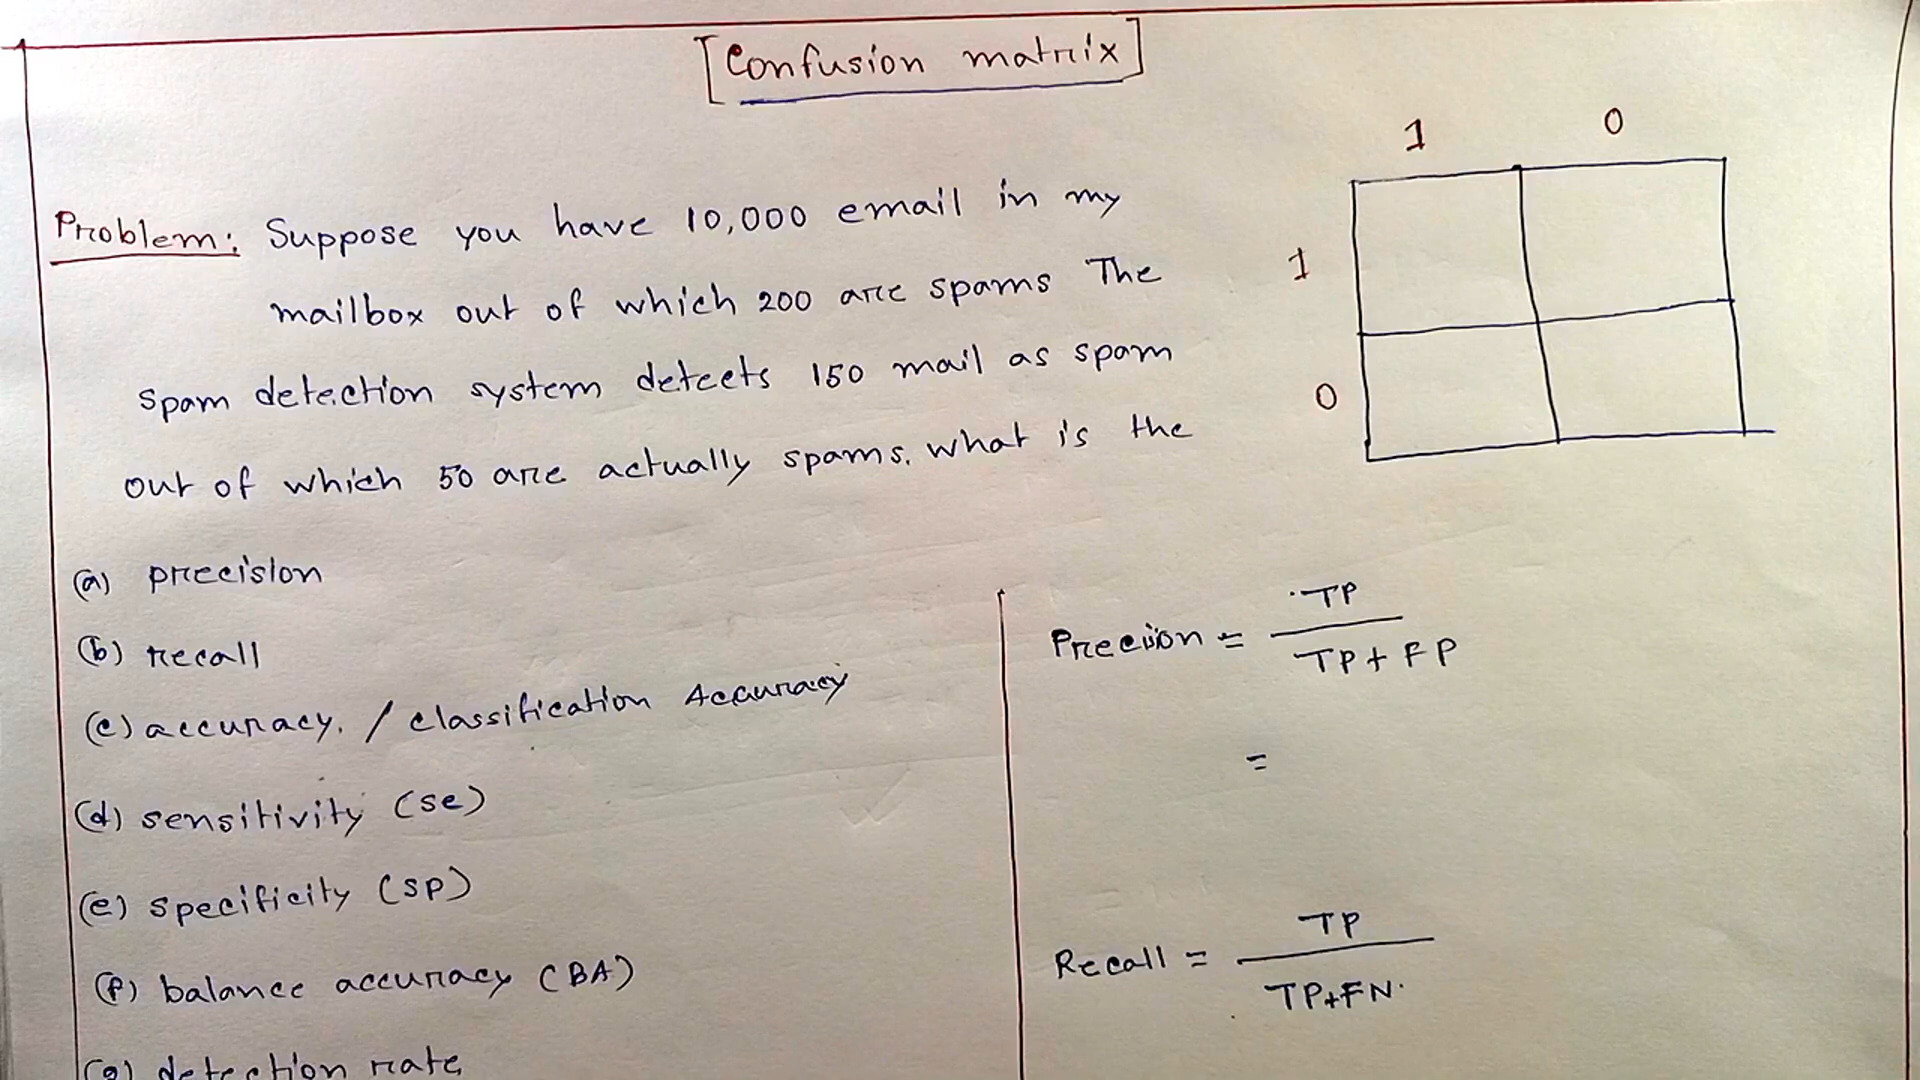 [Confusion matrix]
1 0
1
0
Problem: Suppose you have 10,000 email in my
mailbox out of which 200 are spams The
spam detection system detects 150 mail as spam
out of which 50 are actually spams. what is the
(a) precision
(b) recall
(c) accuracy. / classification Accuracy
(d) sensitivity (se)
(e) specificity (sp)
(f) balance accuracy (BA)
(g) detection rate
Precision = TP
TP + FP
=
Recall = TP
TP+FN.